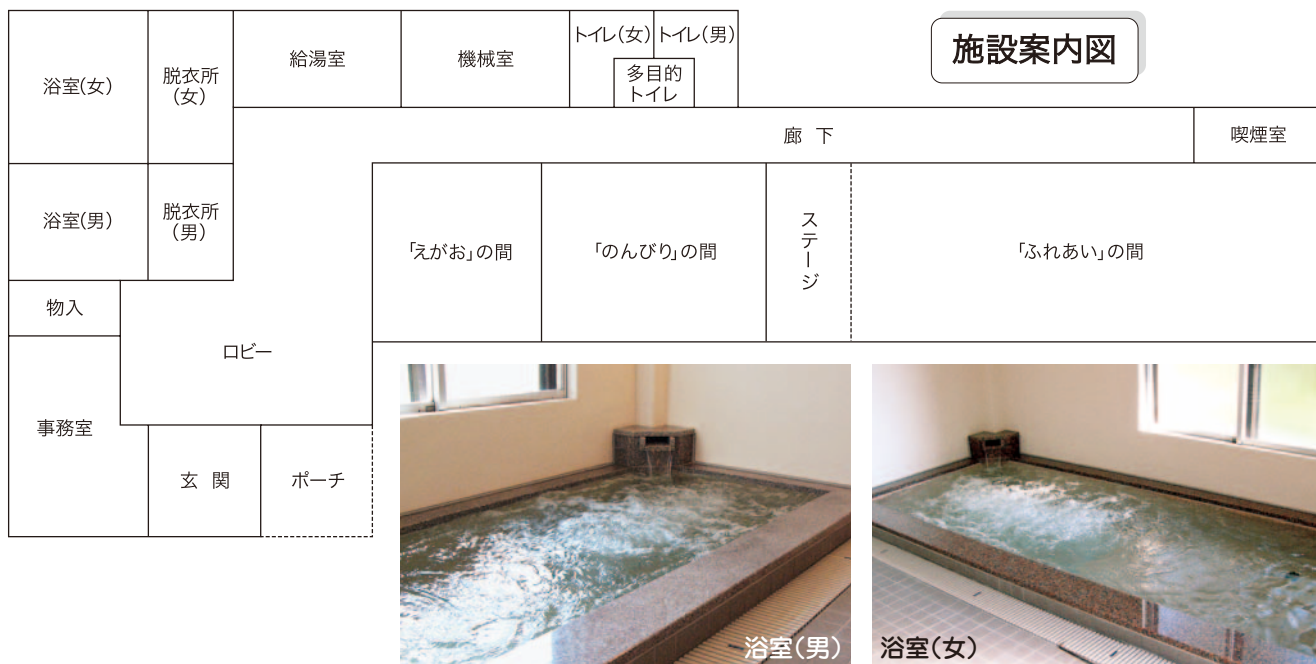 施設案内図
浴室(女)
脱衣所
(女)
給湯室
機械室
トイレ(女)
トイレ(男)
多目的
トイレ
廊 下
喫煙室
浴室(男)
脱衣所
(男)
「えがお」の間
「のんびり」の間
ステージ
「ふれあい」の間
物入
ロビー
事務室
玄 関
ポーチ
浴室(男)
浴室(女)